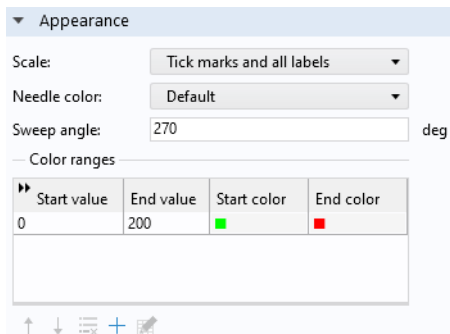 Appearance
Scale: Tick marks and all labels
Needle color: Default
Sweep angle: 270 deg
Color ranges
Start value End value Start color End color
0 200